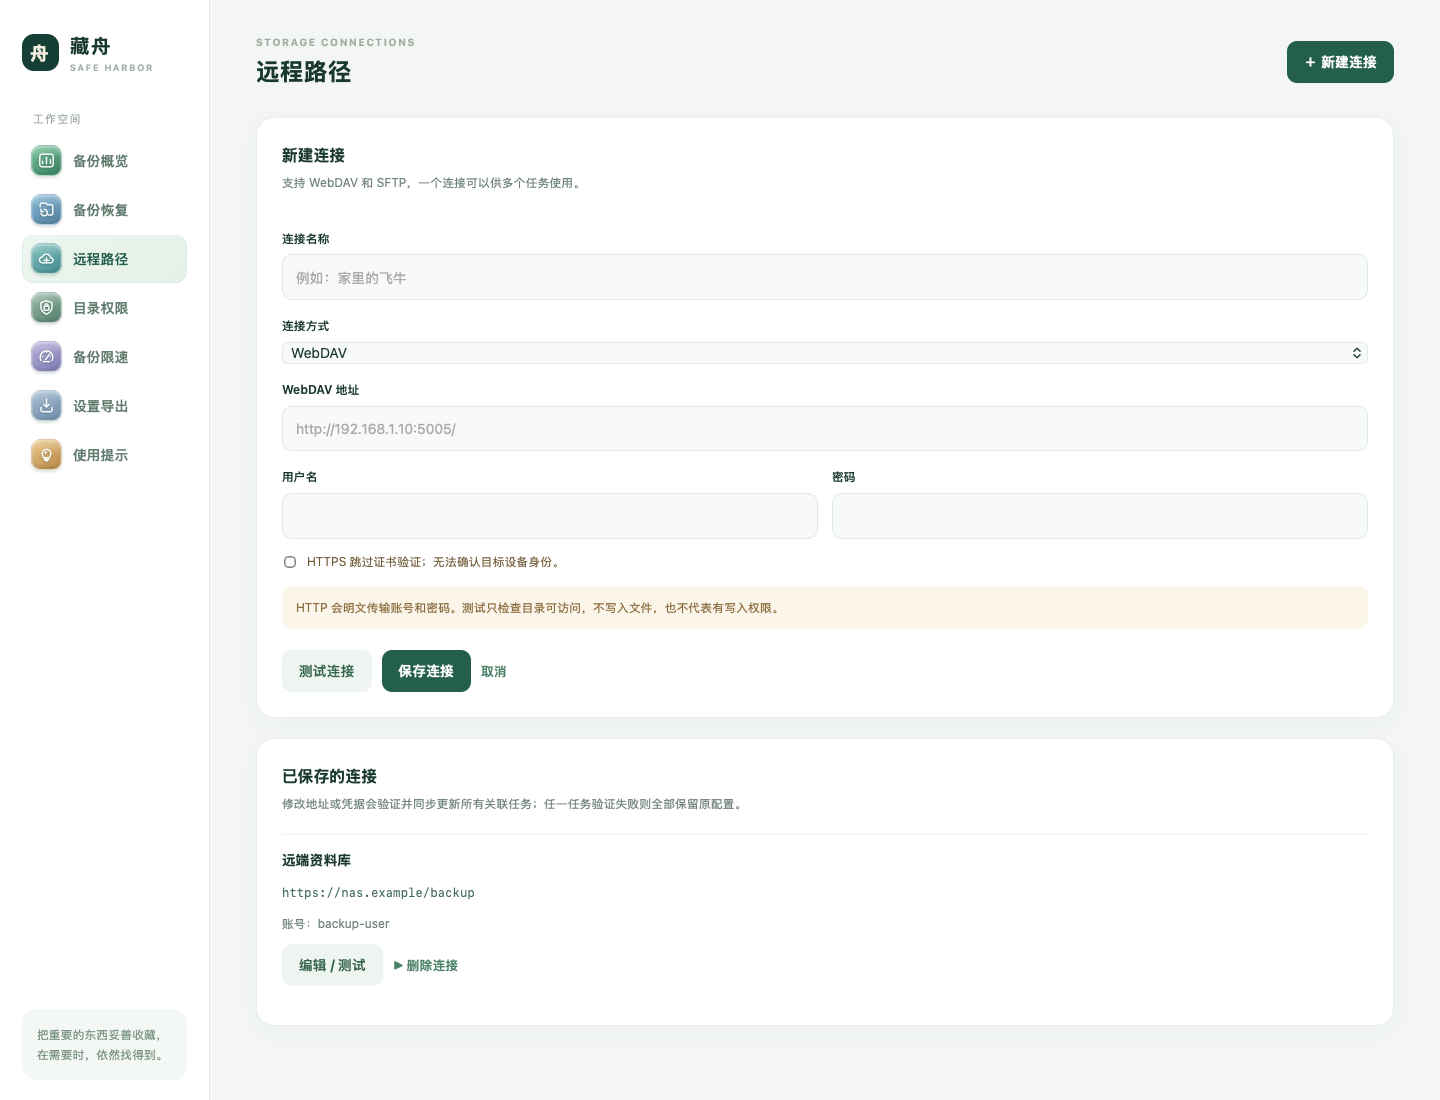 舟
藏舟
SAFE HARBOR
工作空间
备份概览
备份恢复
远程路径
目录权限
备份限速
设置导出
使用提示
把重要的东西妥善收藏，
在需要时，依然找得到。
STORAGE CONNECTIONS
远程路径
+ 新建连接
新建连接
支持 WebDAV 和 SFTP，一个连接可以供多个任务使用。
连接名称
例如：家里的飞牛
连接方式
WebDAV
WebDAV 地址
http://192.168.1.10:5005/
用户名
密码
HTTPS 跳过证书验证；无法确认目标设备身份。
HTTP 会明文传输账号和密码。测试只检查目录可访问，不写入文件，也不代表有写入权限。
测试连接
保存连接
取消
已保存的连接
修改地址或凭据会验证并同步更新所有关联任务；任一任务验证失败则全部保留原配置。
远端资料库
https://nas.example/backup
账号：backup-user
编辑 / 测试
▶ 删除连接